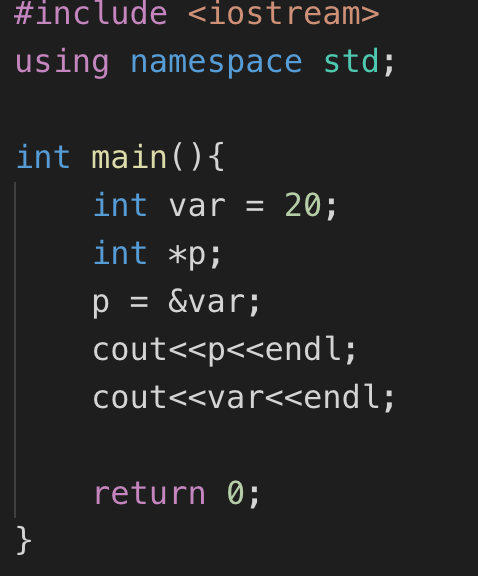 #include <iostream>
using namespace std;
int main(){
int var = 20;
int *p;
p = &var;
cout<<p<<endl;
cout<<var<<endl;
return 0;
}